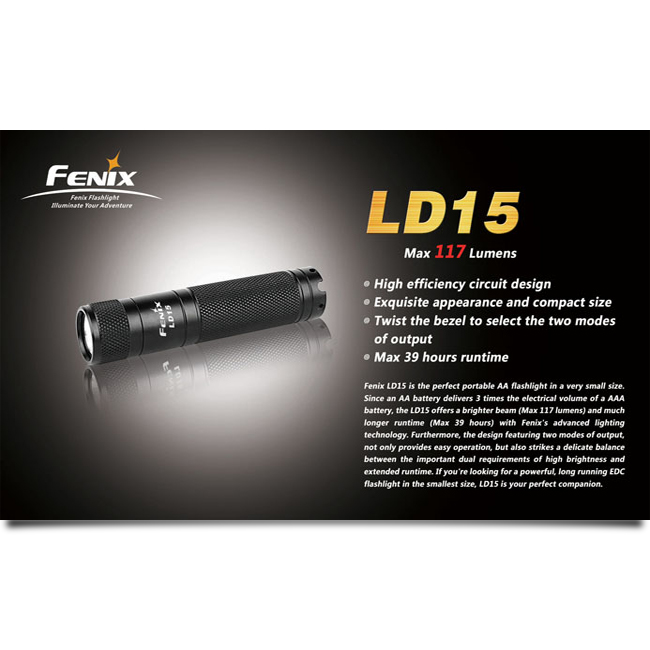 FENIX
Fenix Flashlight
Illuminate Your Adventure
LD15
Max 117 Lumens
FENIX
LD15
High efficiency circuit design
Exquisite appearance and compact size
Twist the bezel to select the two modes
of output
Max 39 hours runtime
Fenix LD15 is the perfect portable AA flashlight in a very small size.
Since an AA battery delivers 3 times the electrical volume of a AAA
battery, the LD15 offers a brighter beam (Max 117 lumens) and much
longer runtime (Max 39 hours) with Fenix's advanced lighting
technology. Furthermore, the design featuring two modes of output,
not only provides easy operation, but also strikes a delicate balance
between the important dual requirements of high brightness and
extended runtime. If you're looking for a powerful, long running EDC
flashlight in the smallest size, LD15 is your perfect companion.